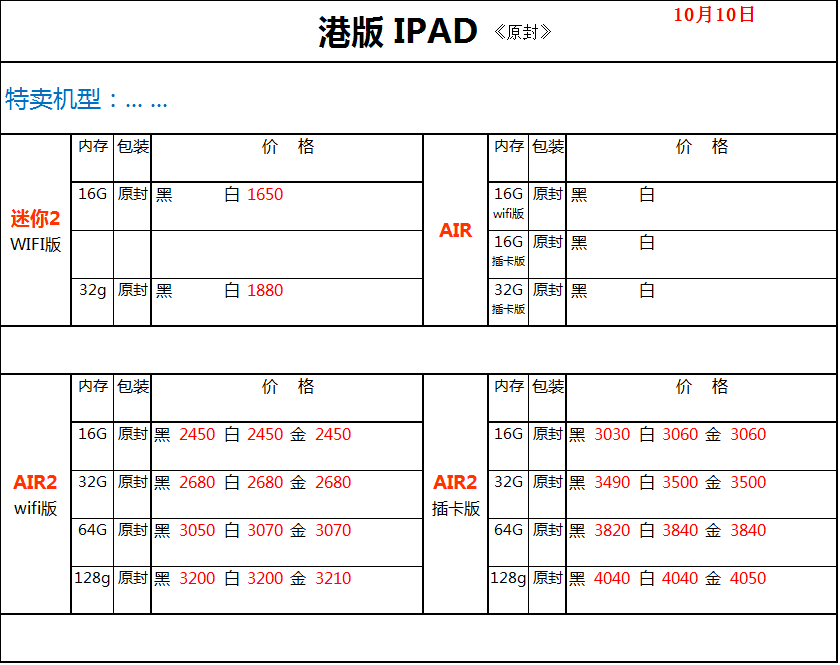 港版 IPAD 《原封》 10月10日
特卖机型：... ...
内存 包装 价 格 内存 包装 价 格
迷你2
WIFI版
16G 原封 黑 白 1650
32g 原封 黑 白 1880
AIR
16G wifi版 原封 黑 白
16G 插卡版 原封 黑 白
32G 插卡版 原封 黑 白
内存 包装 价 格 内存 包装 价 格
AIR2
wifi版
16G 原封 黑 2450 白 2450 金 2450
32G 原封 黑 2680 白 2680 金 2680
64G 原封 黑 3050 白 3070 金 3070
128g 原封 黑 3200 白 3200 金 3210
AIR2
插卡版
16G 原封 黑 3030 白 3060 金 3060
32G 原封 黑 3490 白 3500 金 3500
64G 原封 黑 3820 白 3840 金 3840
128g 原封 黑 4040 白 4040 金 4050